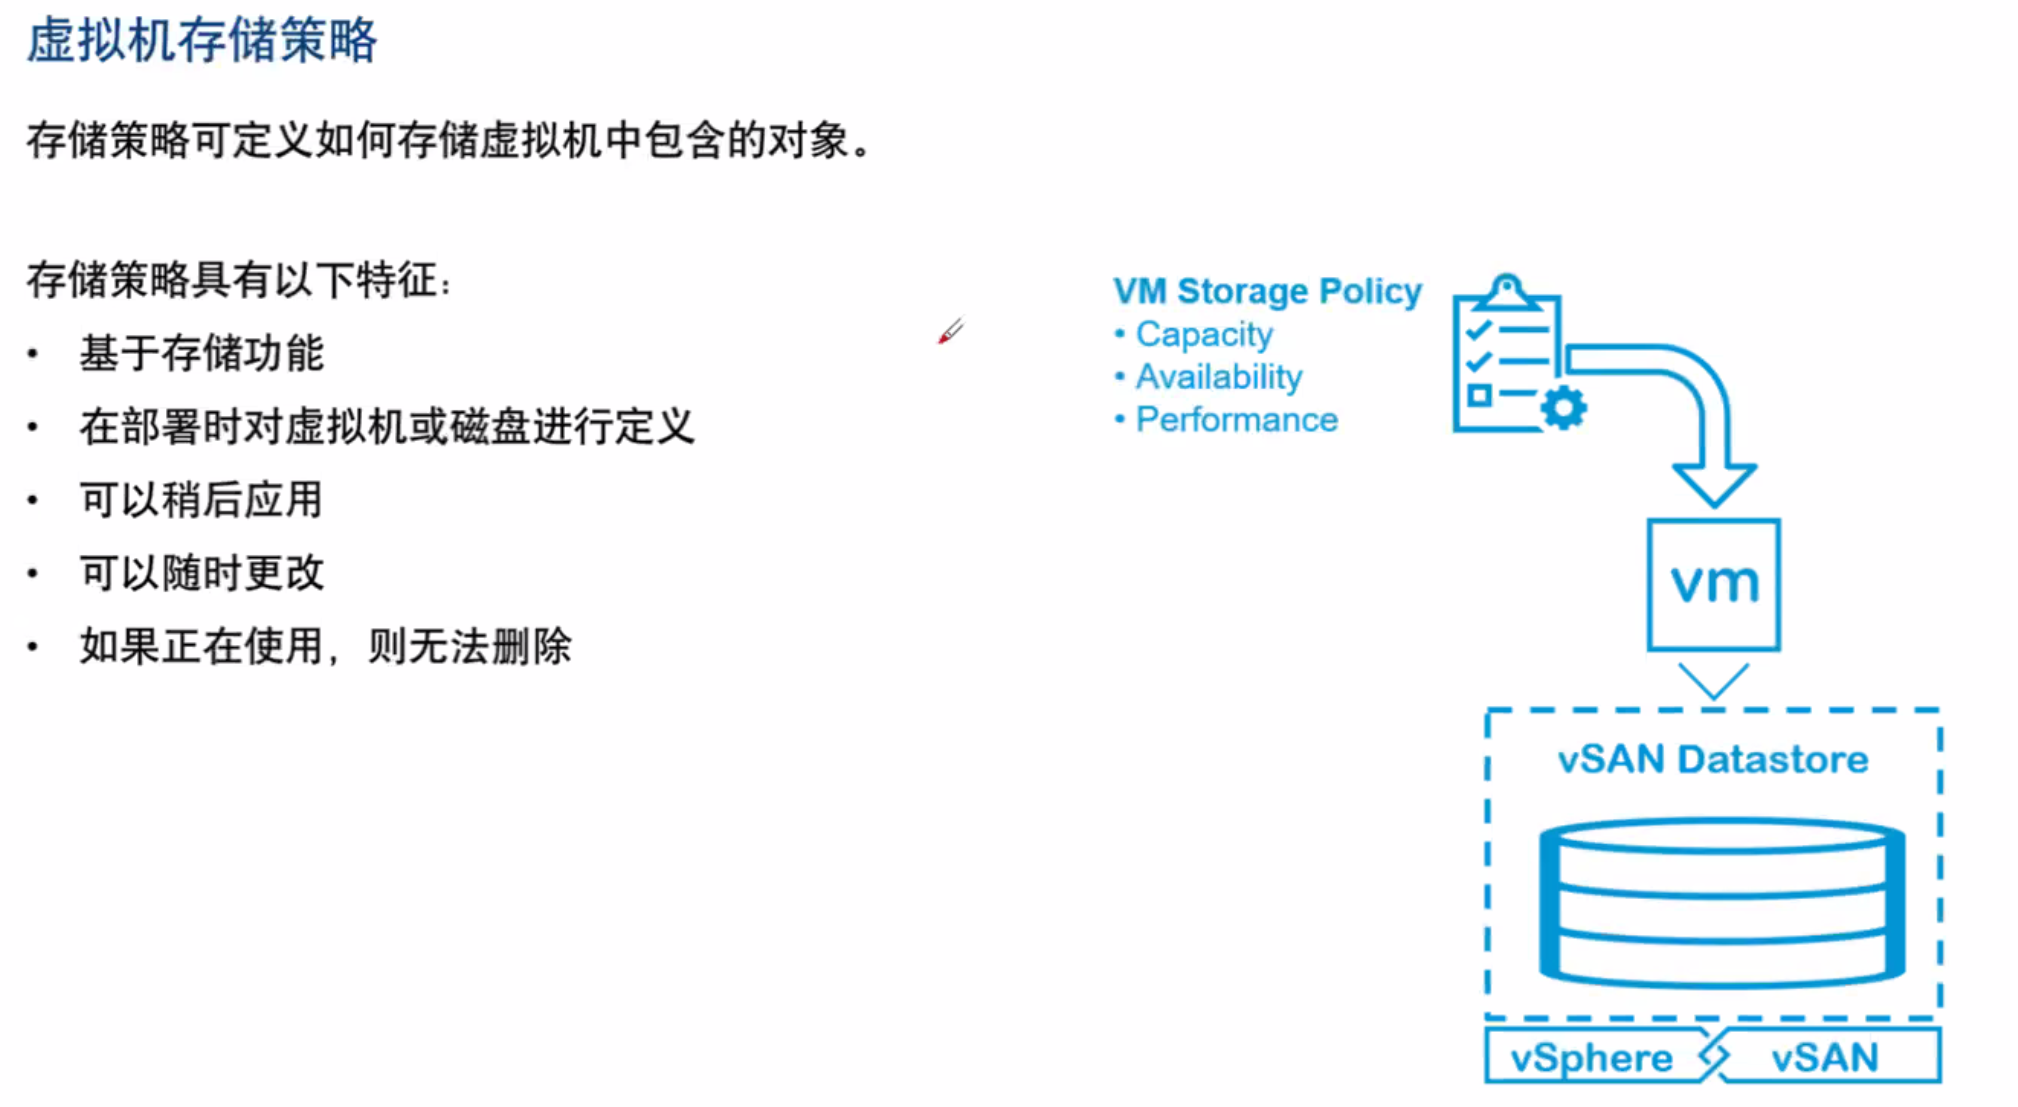 虚拟机存储策略
存储策略可定义如何存储虚拟机中包含的对象。
存储策略具有以下特征：
• 基于存储功能
• 在部署时对虚拟机或磁盘进行定义
• 可以稍后应用
• 可以随时更改
• 如果正在使用，则无法删除
VM Storage Policy
• Capacity
• Availability
• Performance
vm
vSAN Datastore
vSphere
vSAN